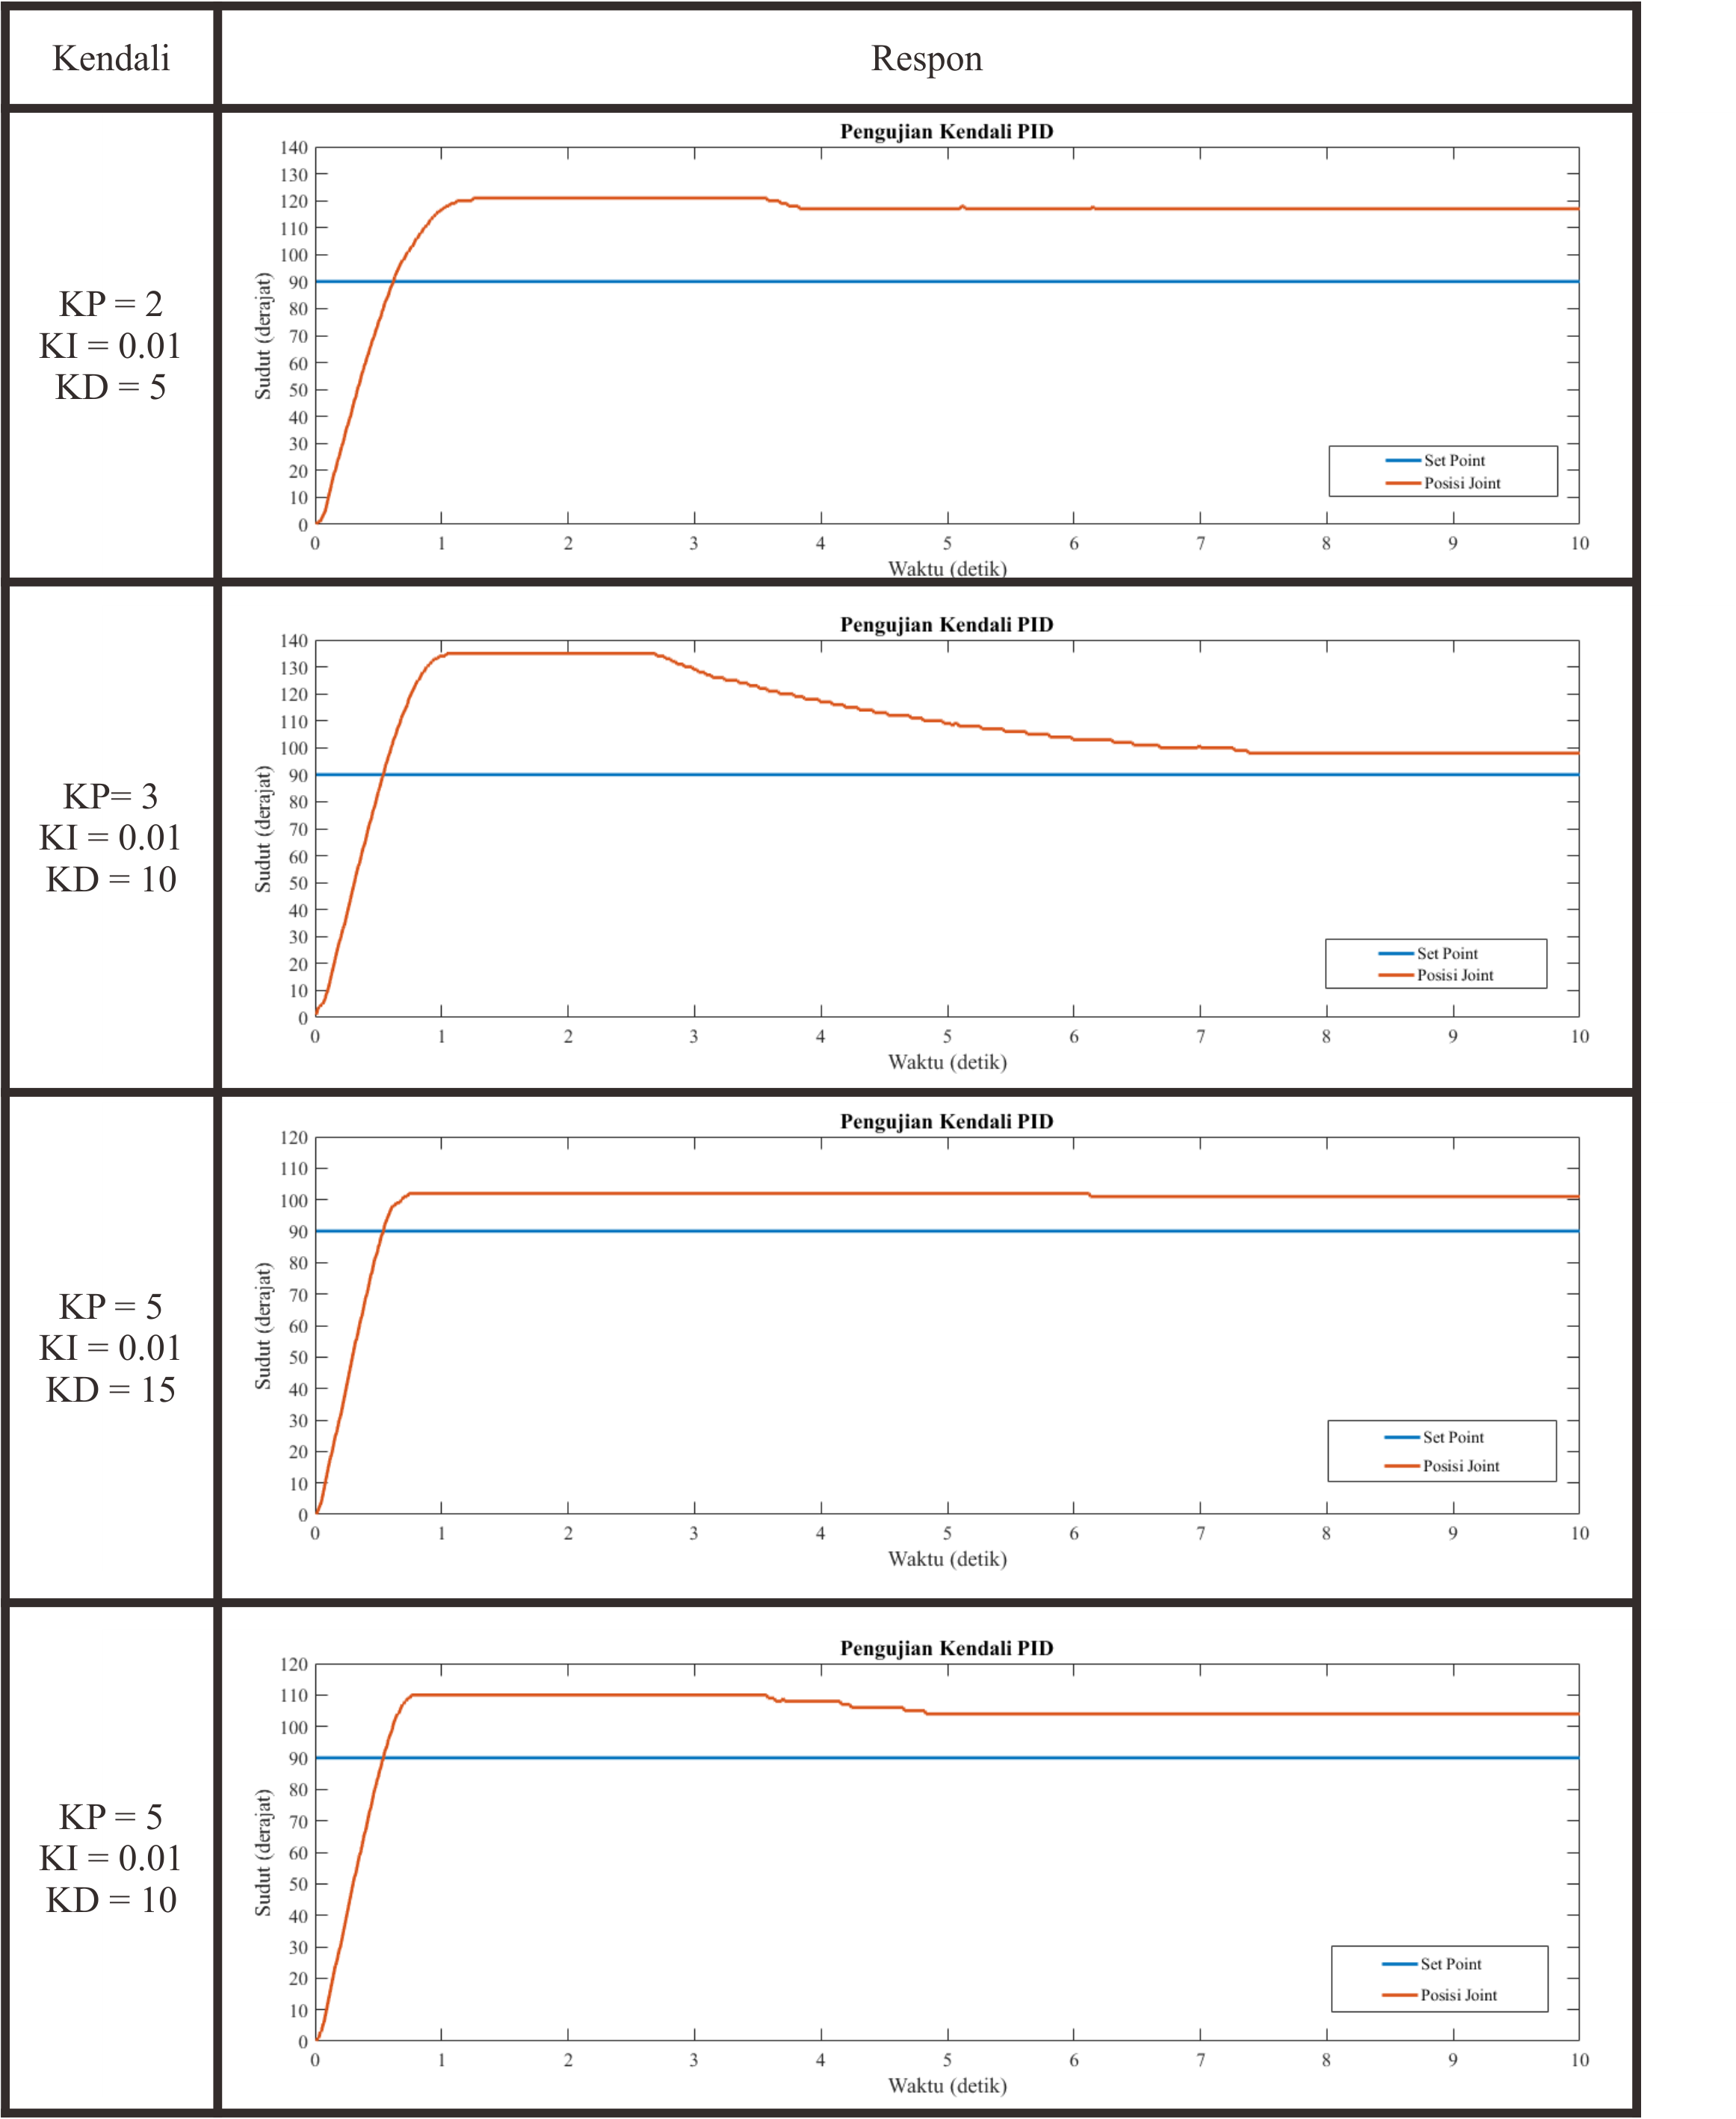 Kendali
Respon
KP = 2
KI = 0.01
KD = 5
Pengujian Kendali PID
140
130
120
110
100
90
80
70
60
50
40
30
20
10
0
Sudut (derajat)
Set Point
Posisi Joint
0 1 2 3 4 5 6 7 8 9 10
Waktu (detik)
KP= 3
KI = 0.01
KD = 10
Pengujian Kendali PID
140
130
120
110
100
90
80
70
60
50
40
30
20
10
0
Sudut (derajat)
Set Point
Posisi Joint
0 1 2 3 4 5 6 7 8 9 10
Waktu (detik)
KP = 5
KI = 0.01
KD = 15
Pengujian Kendali PID
120
110
100
90
80
70
60
50
40
30
20
10
0
Sudut (derajat)
Set Point
Posisi Joint
0 1 2 3 4 5 6 7 8 9 10
Waktu (detik)
KP = 5
KI = 0.01
KD = 10
Pengujian Kendali PID
120
110
100
90
80
70
60
50
40
30
20
10
0
Sudut (derajat)
Set Point
Posisi Joint
0 1 2 3 4 5 6 7 8 9 10
Waktu (detik)